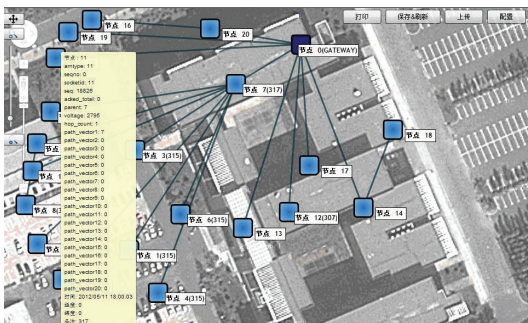 打印
保存&刷新
上传
配置
节点 16
节点 19
节点 20
节点 0(GATEWAY)
节点 7(317)
节点 18
节点 3(315)
节点 17
节点 6(315)
节点 12(307)
节点 14
节点 13
节点 1(315)
节点 4(315)
节点: 11
amtype: 11
seqno: 0
socketid: 11
seq: 18828
acked_total: 0
parent: 7
voltage: 2796
hop_count: 1
path_vector1: 7
path_vector2: 0
path_vector3: 0
path_vector4: 0
path_vector5: 0
path_vector6: 0
path_vector7: 0
path_vector8: 0
path_vector9: 0
path_vector10: 0
path_vector11: 0
path_vector12: 0
path_vector13: 0
path_vector14: 0
path_vector15: 0
path_vector16: 0
path_vector17: 0
path_vector18: 0
path_vector19: 0
path_vector20: 0
时间: 2012/05/11 18:00:03